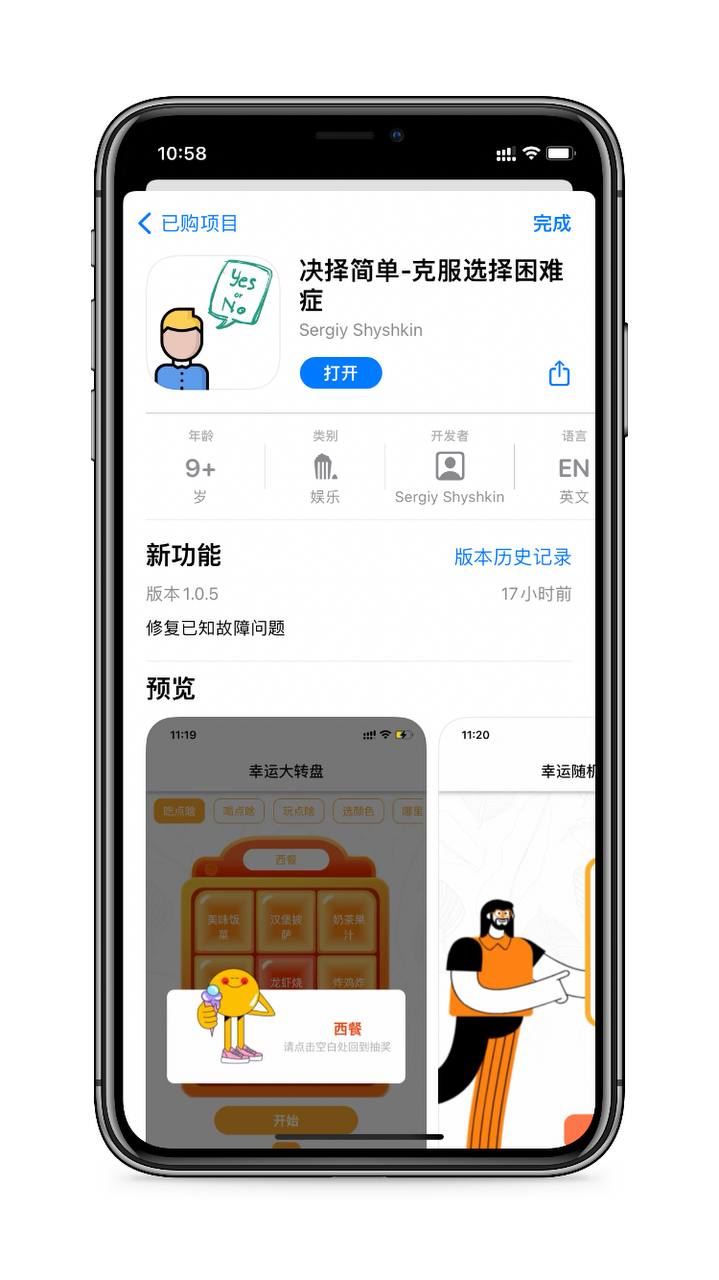 10:58
已购项目
完成
Yes
or
No
决择简单-克服选择困难
症
Sergiy Shyshkin
打开
年龄
类别
开发者
语言
9+
EN
岁
娱乐
Sergiy Shyshkin
英文
新功能
版本历史记录
版本 1.0.5
17 小时前
修复已知故障问题
预览
11:19
幸运大转盘
吃点啥
喝点啥
玩点啥
选颜色
哪里
西餐
美味饭
菜
汉堡披
萨
奶茶果
汁
龙虾烧
炸鸡炸
西餐
请点击空白处回到抽奖
开始
11:20
幸运随机